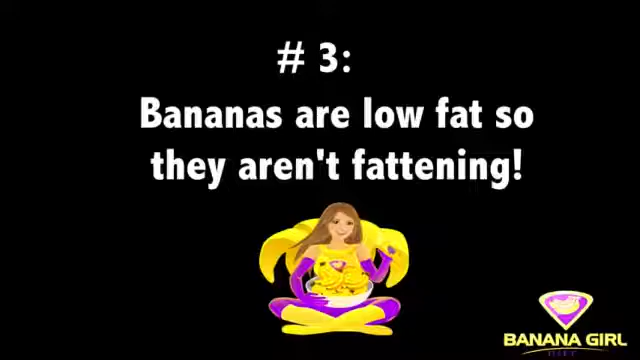 # 3:
Bananas are low fat so
they aren't fattening!
BANANA GIRL